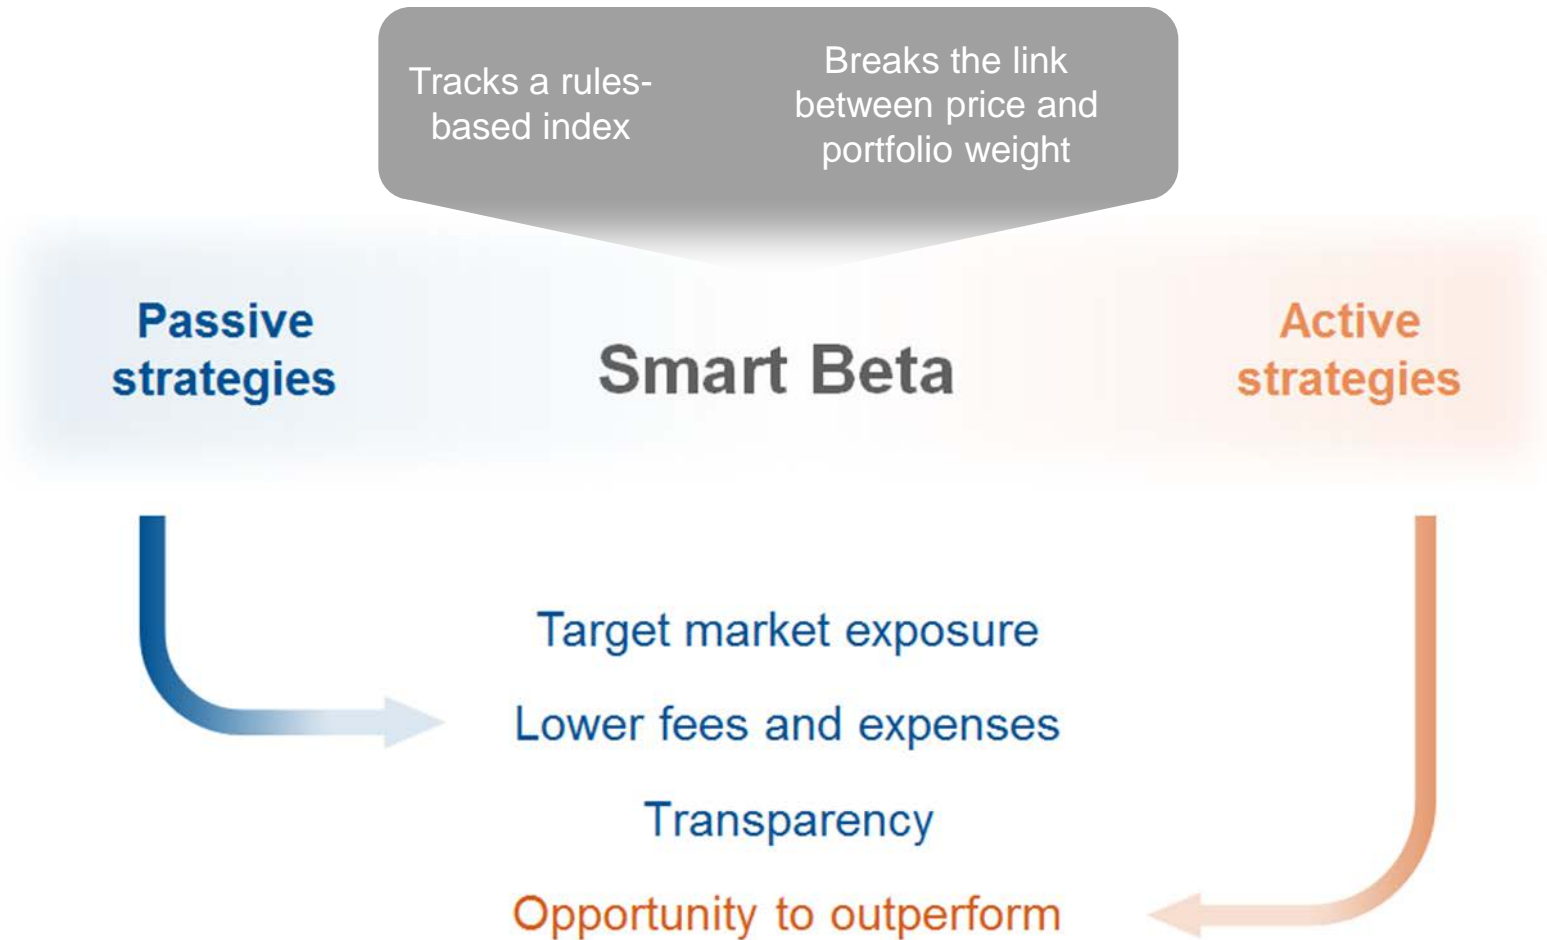 Tracks a rules-
based index
Breaks the link
between price and
portfolio weight
Passive
strategies
Smart Beta
Active
strategies
Target market exposure
Lower fees and expenses
Transparency
Opportunity to outperform